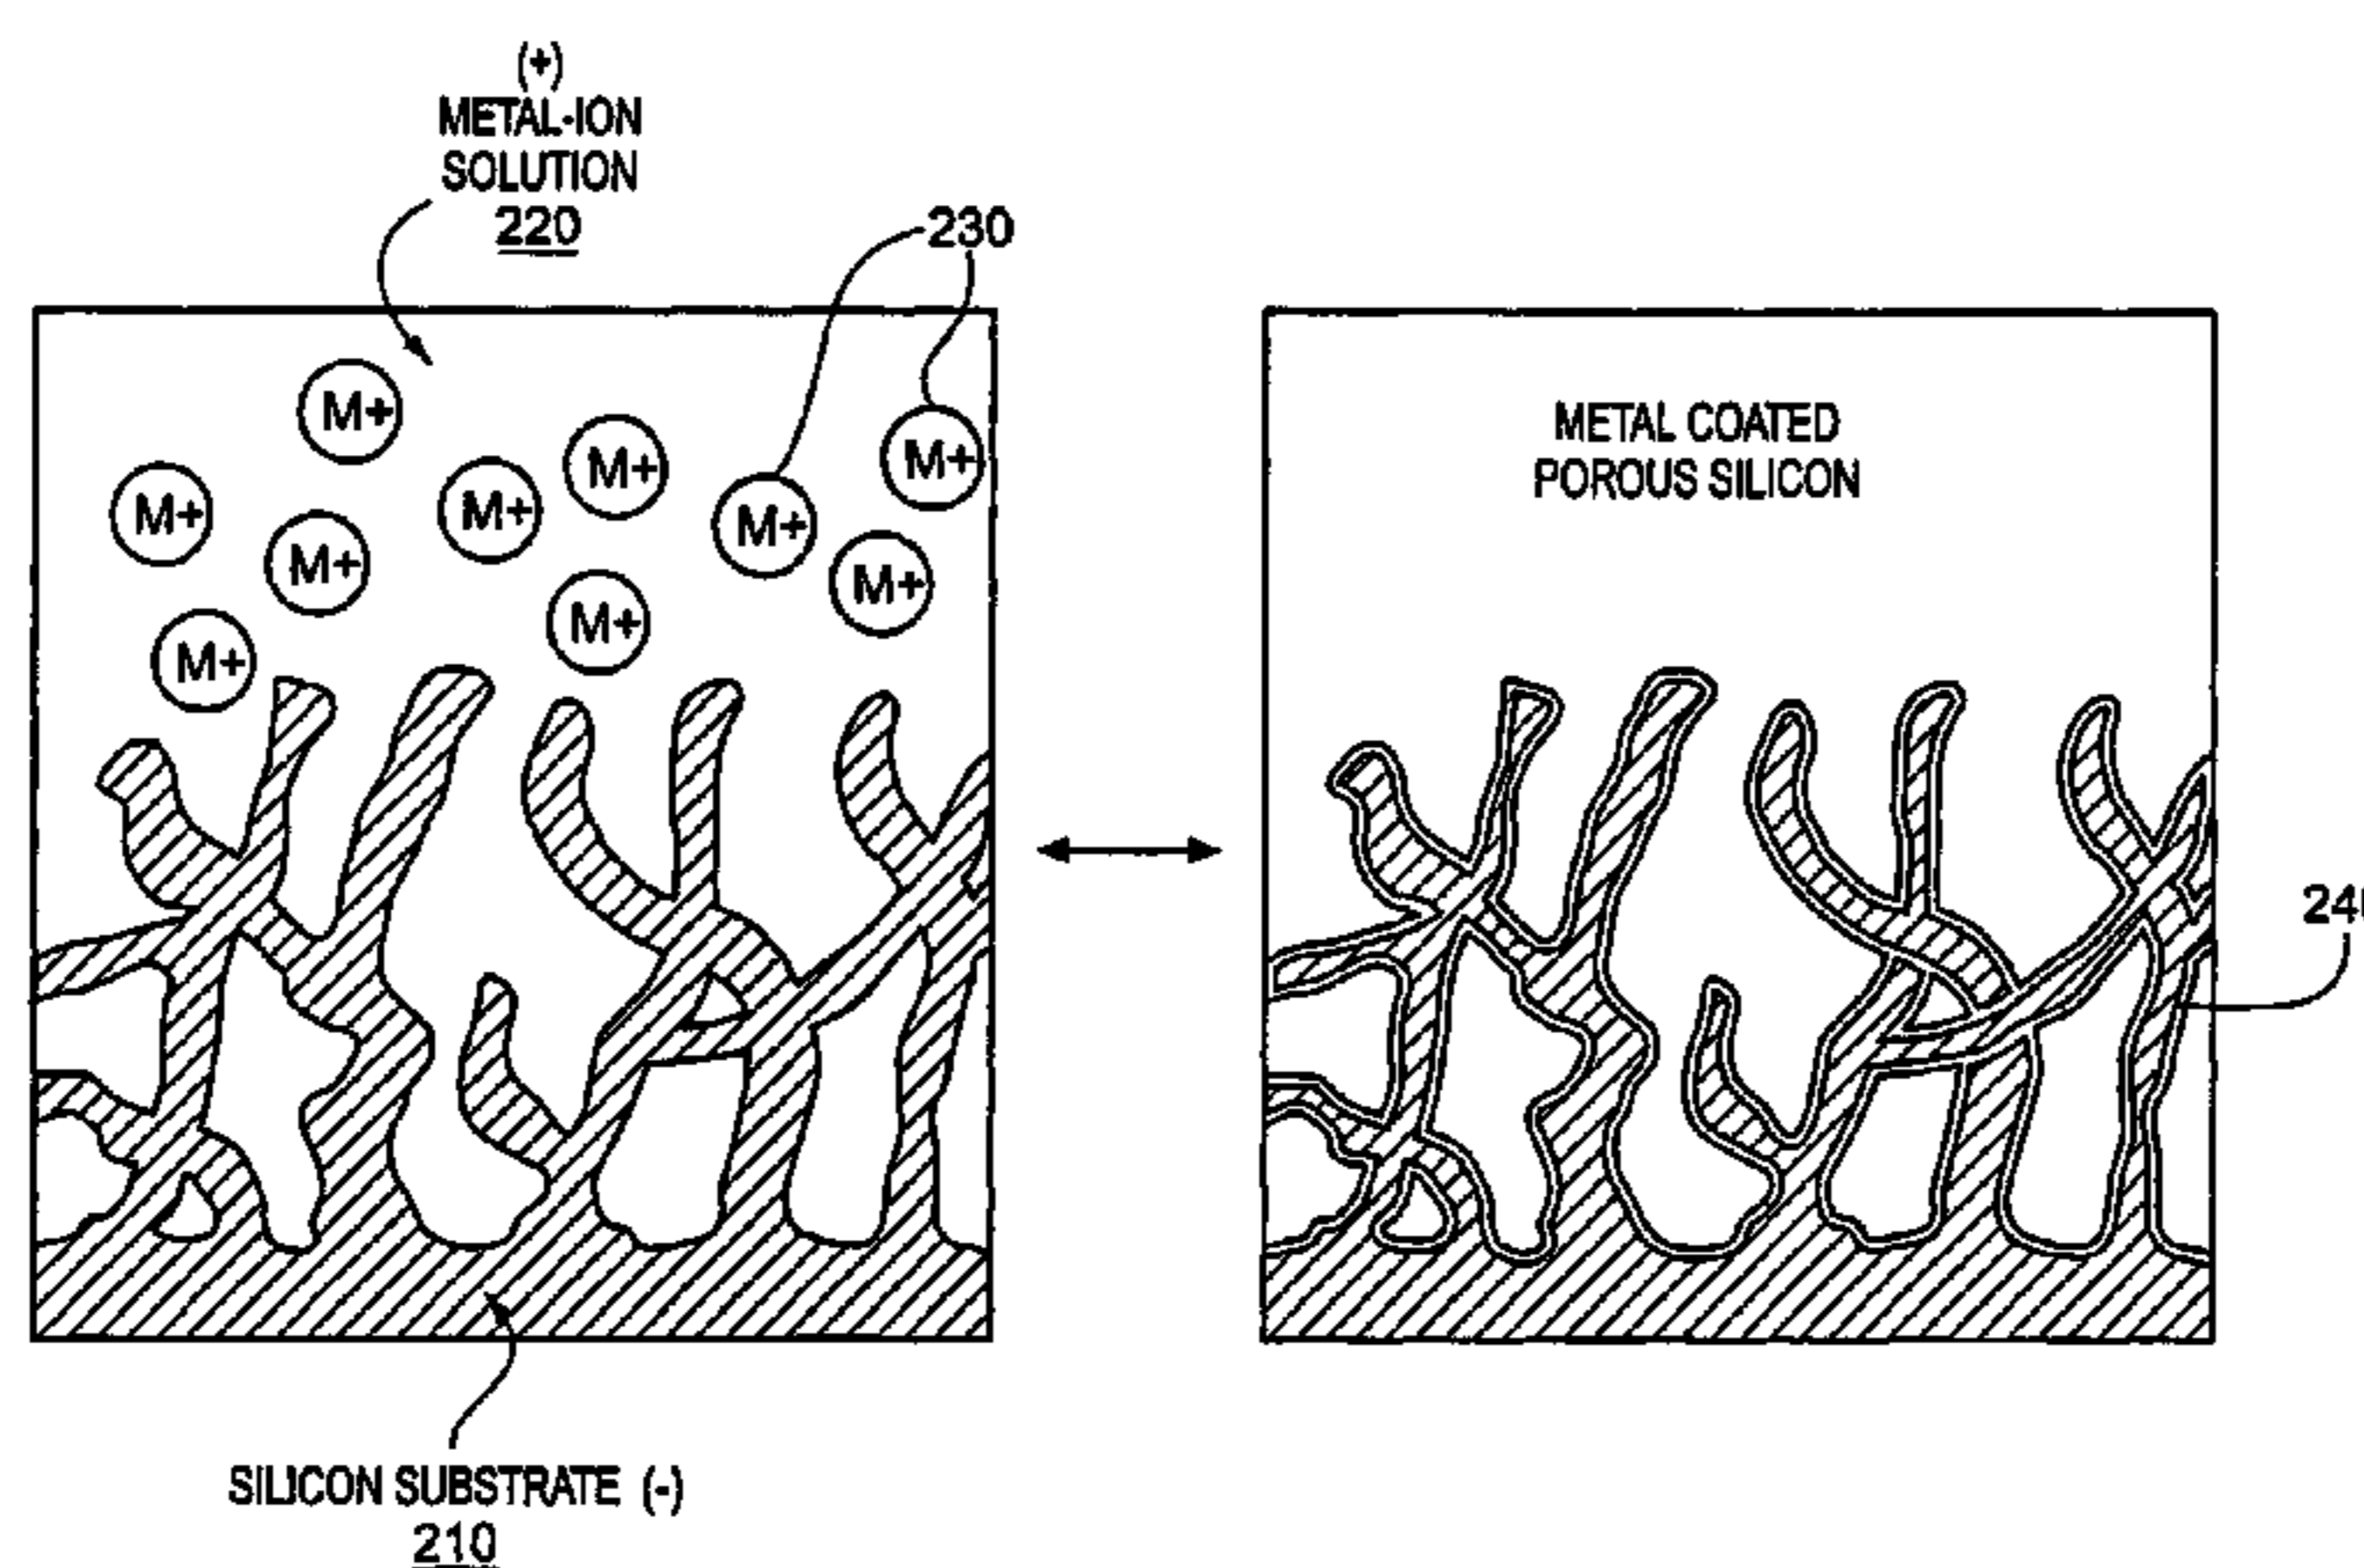 (+)
METAL-ION
SOLUTION
220
230
M+
M+
M+
M+
M+
M+
M+
M+
M+
M+
SILICON SUBSTRATE (-)
210
METAL COATED
POROUS SILICON